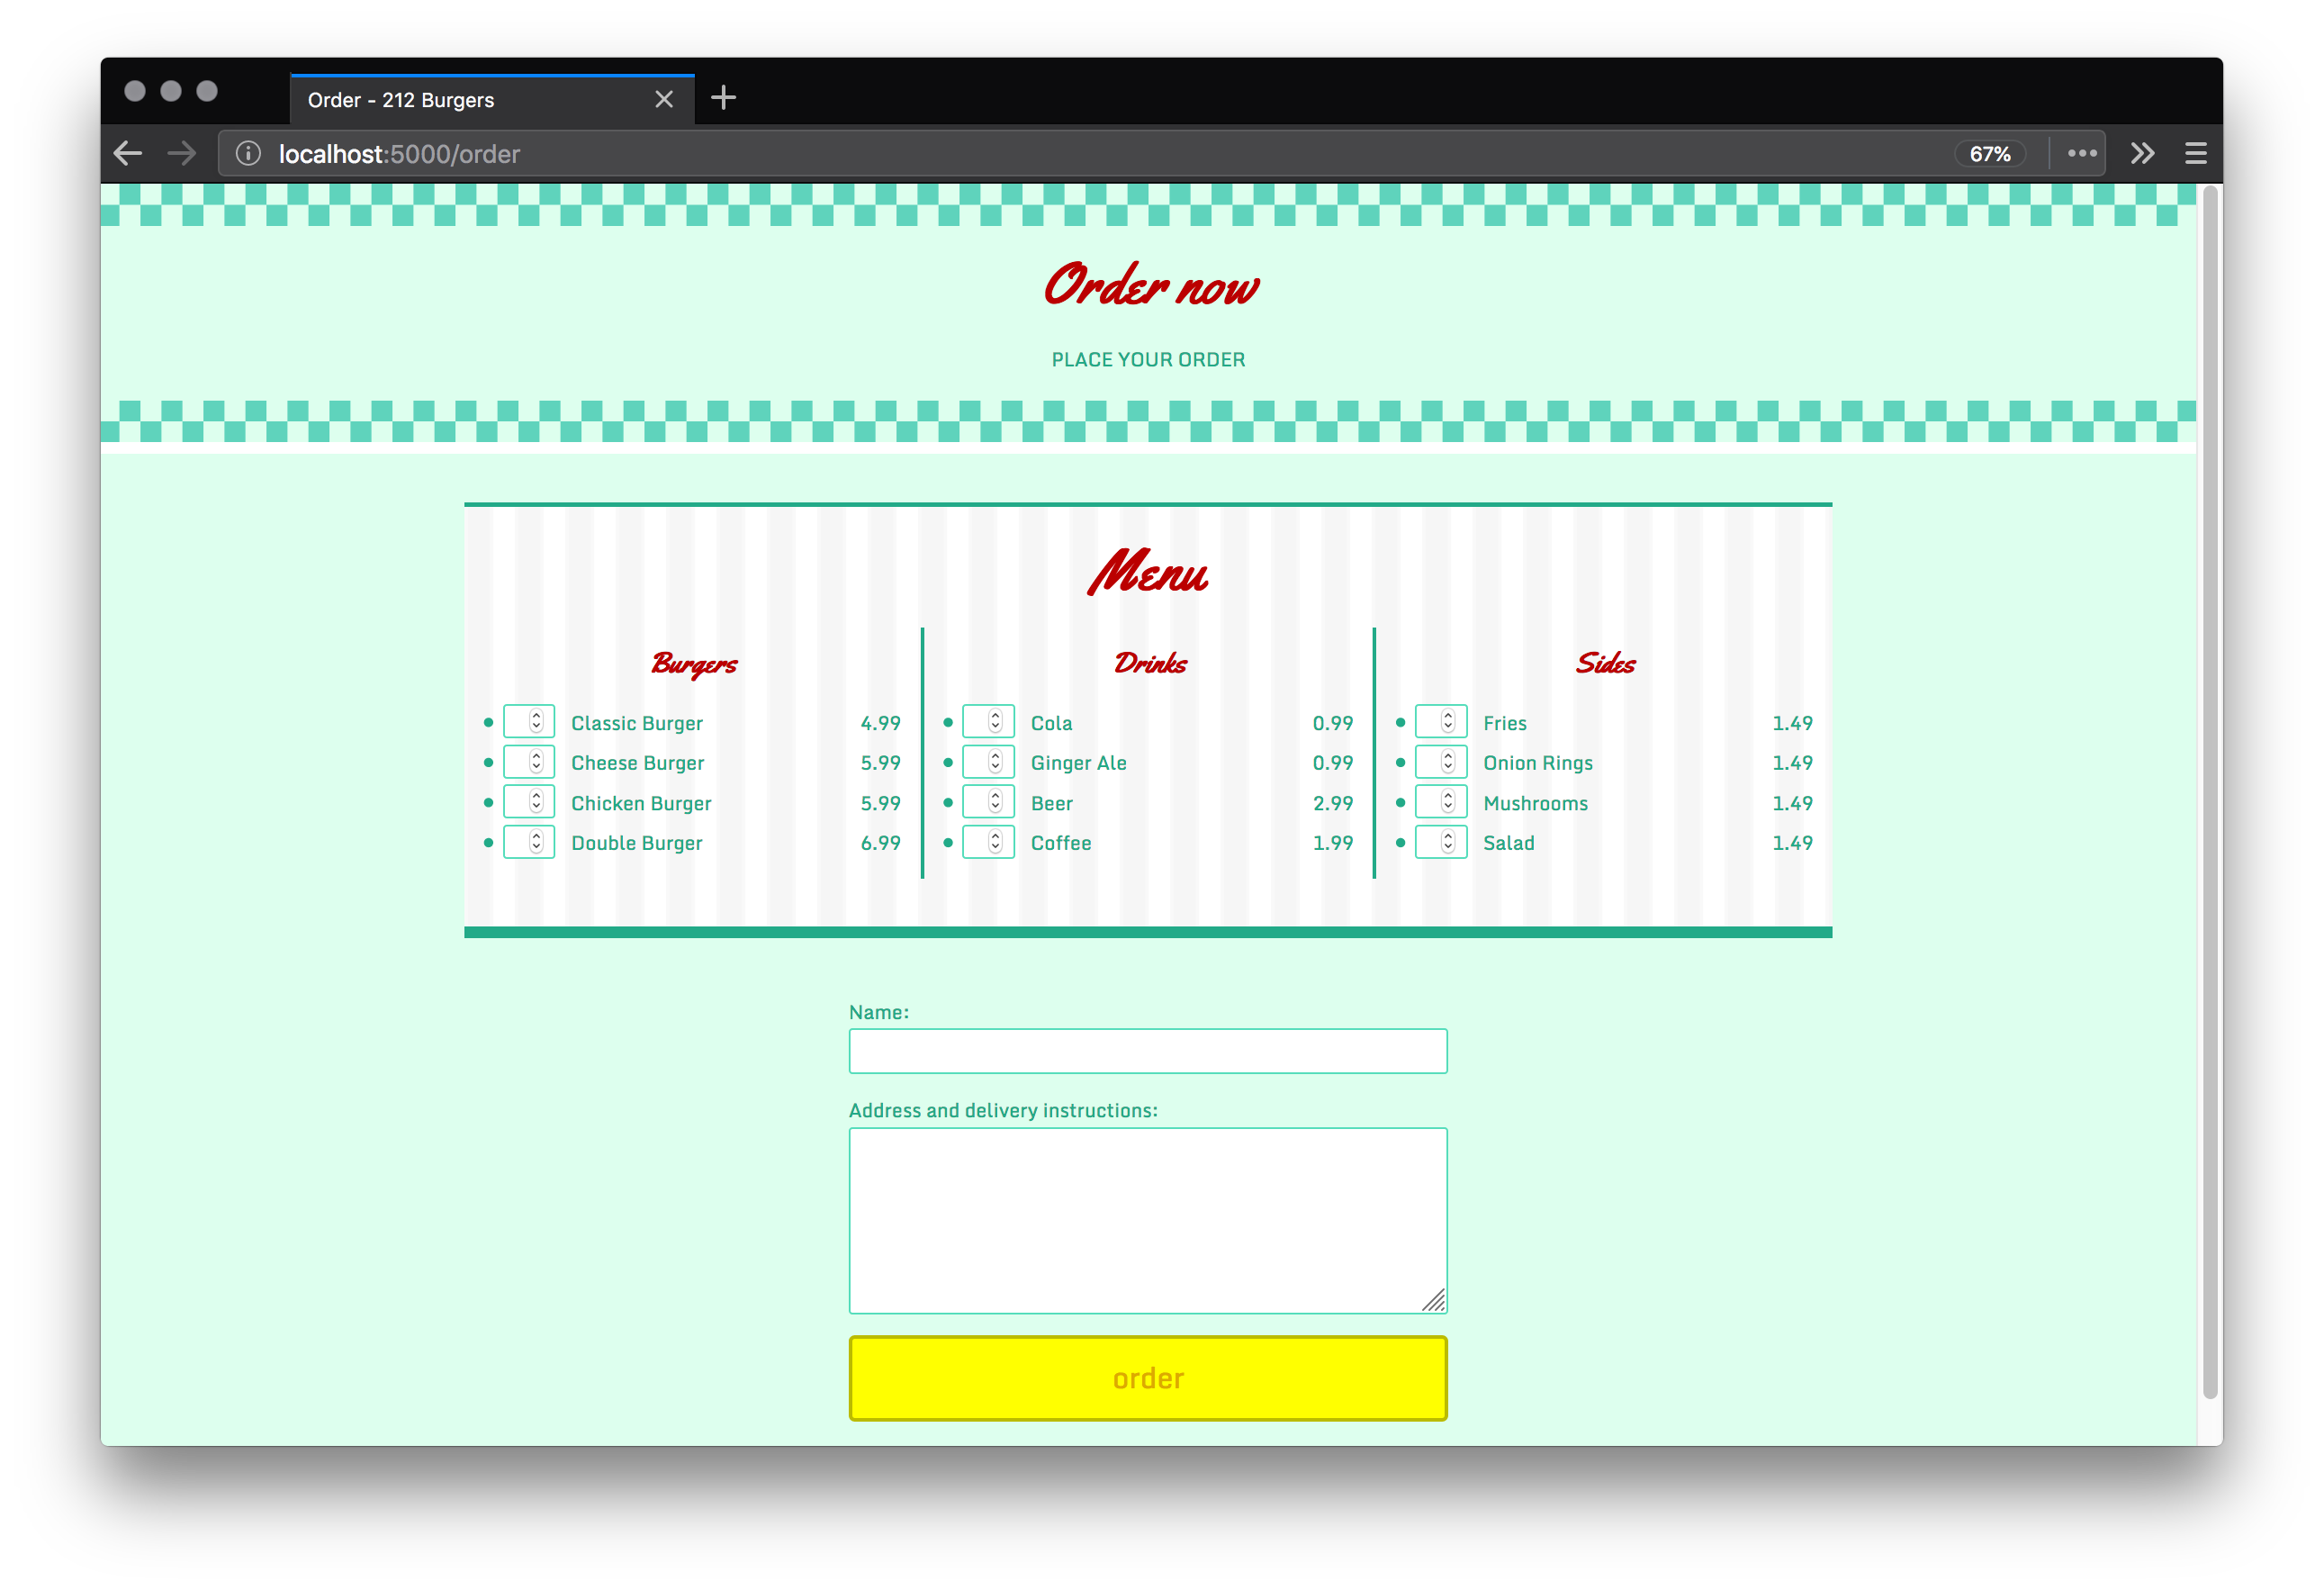 Order - 212 Burgers
localhost:5000/order
67%
Order now
PLACE YOUR ORDER
Menu
Burgers
Classic Burger 4.99
Cheese Burger 5.99
Chicken Burger 5.99
Double Burger 6.99
Drinks
Cola 0.99
Ginger Ale 0.99
Beer 2.99
Coffee 1.99
Sides
Fries 1.49
Onion Rings 1.49
Mushrooms 1.49
Salad 1.49
Name:
Address and delivery instructions:
order